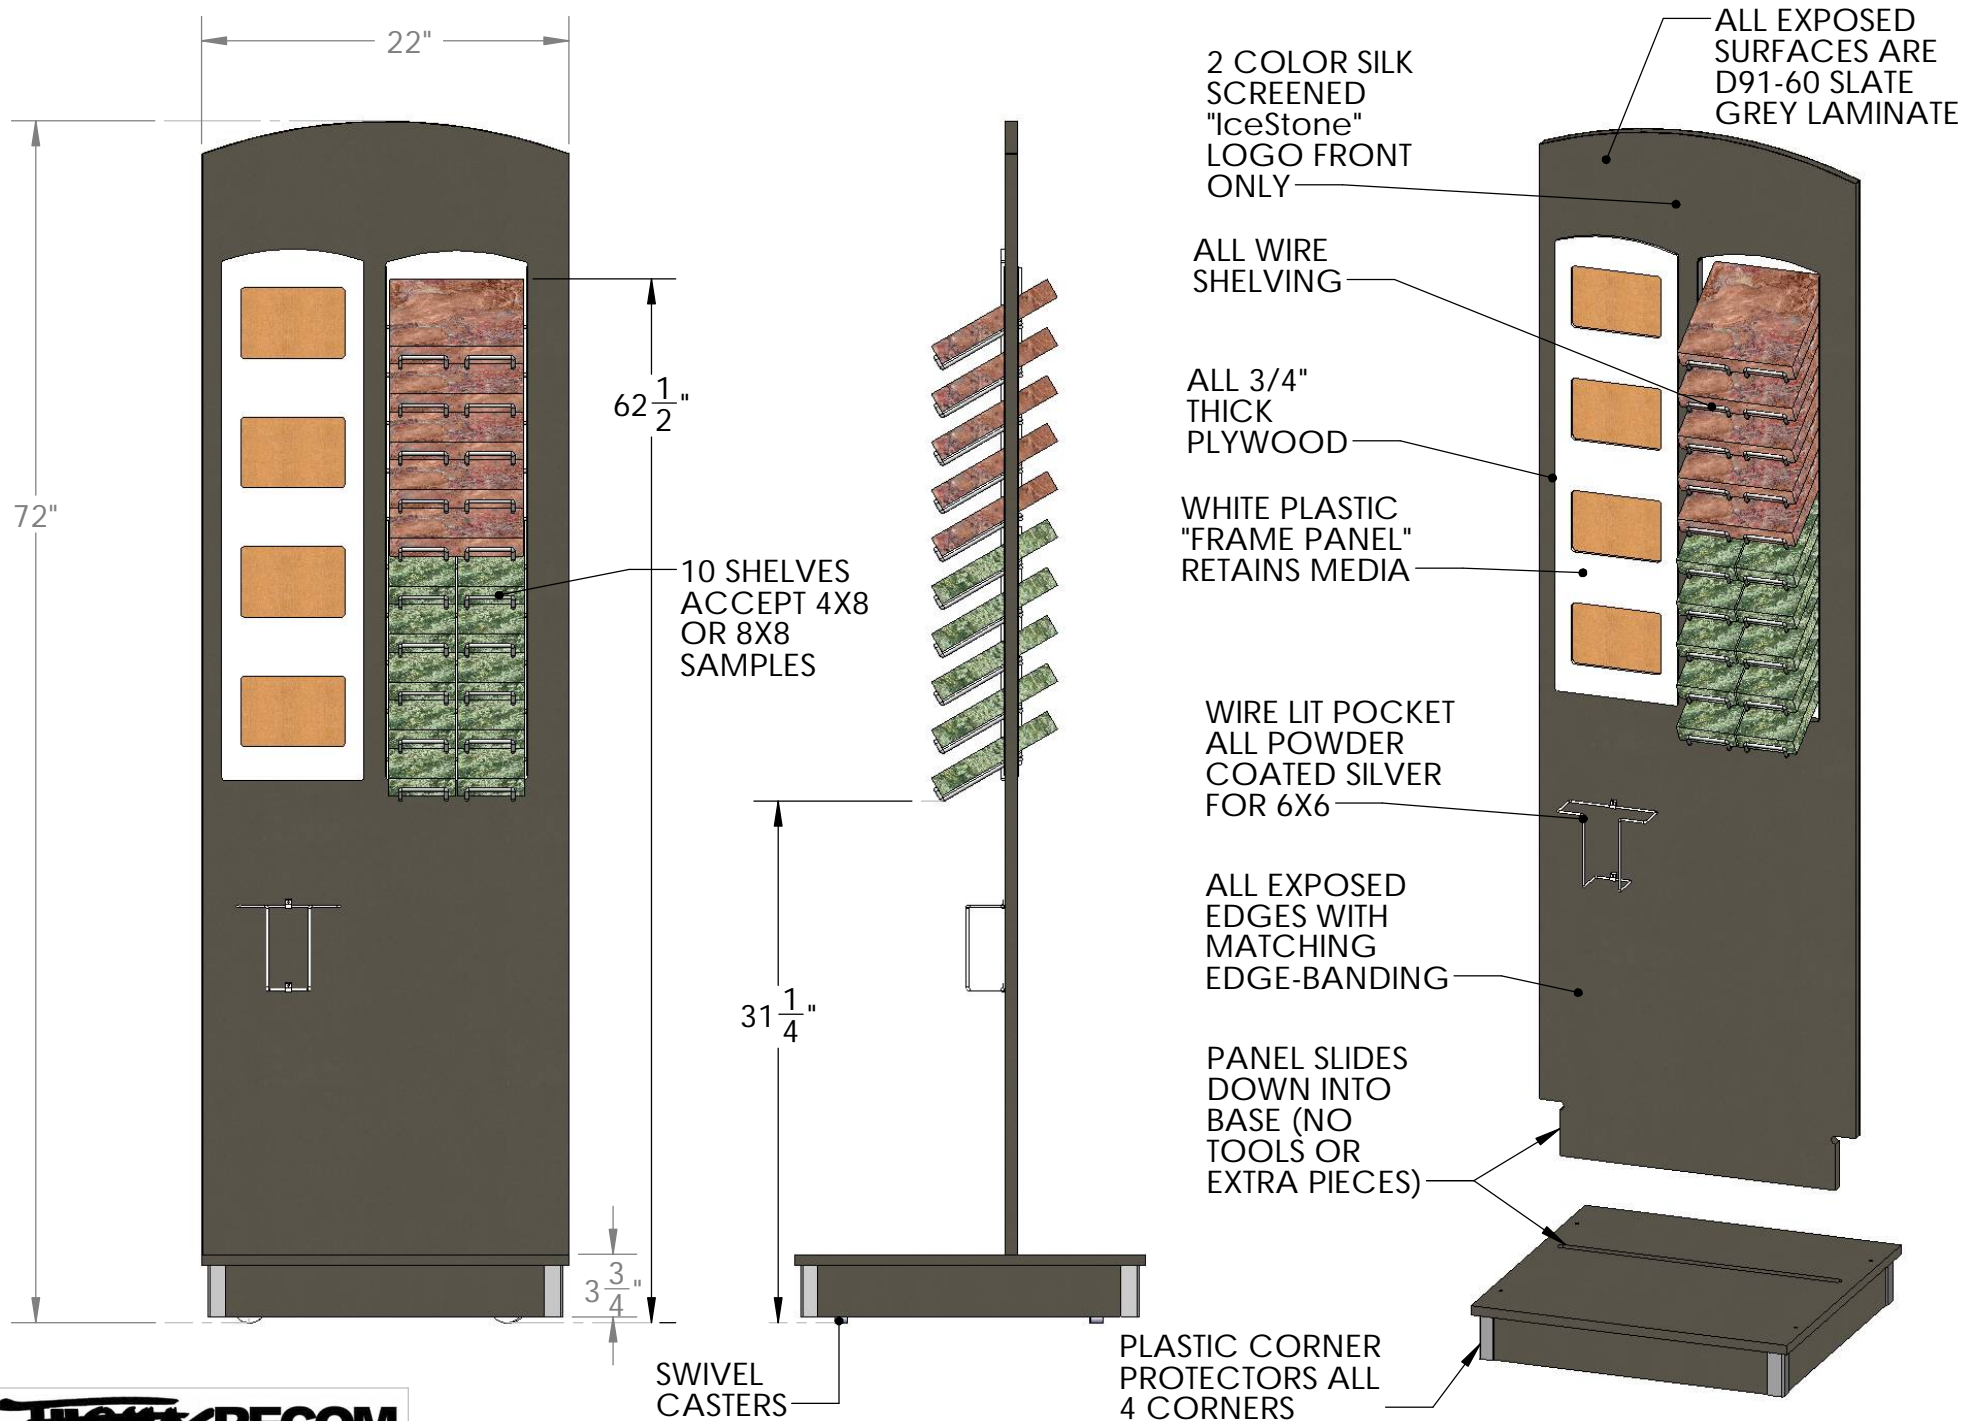 22"
72"
62 1/2"
10 SHELVES
ACCEPT 4X8
OR 8X8
SAMPLES
31 1/4"
3 3/4"
SWIVEL
CASTERS
2 COLOR SILK
SCREENED
"IceStone"
LOGO FRONT
ONLY
ALL EXPOSED
SURFACES ARE
D91-60 SLATE
GREY LAMINATE
ALL WIRE
SHELVING
ALL 3/4"
THICK
PLYWOOD
WHITE PLASTIC
"FRAME PANEL"
RETAINS MEDIA
WIRE LIT POCKET
ALL POWDER
COATED SILVER
FOR 6X6
ALL EXPOSED
EDGES WITH
MATCHING
EDGE-BANDING
PANEL SLIDES
DOWN INTO
BASE (NO
TOOLS OR
EXTRA PIECES)
PLASTIC CORNER
PROTECTORS ALL
4 CORNERS